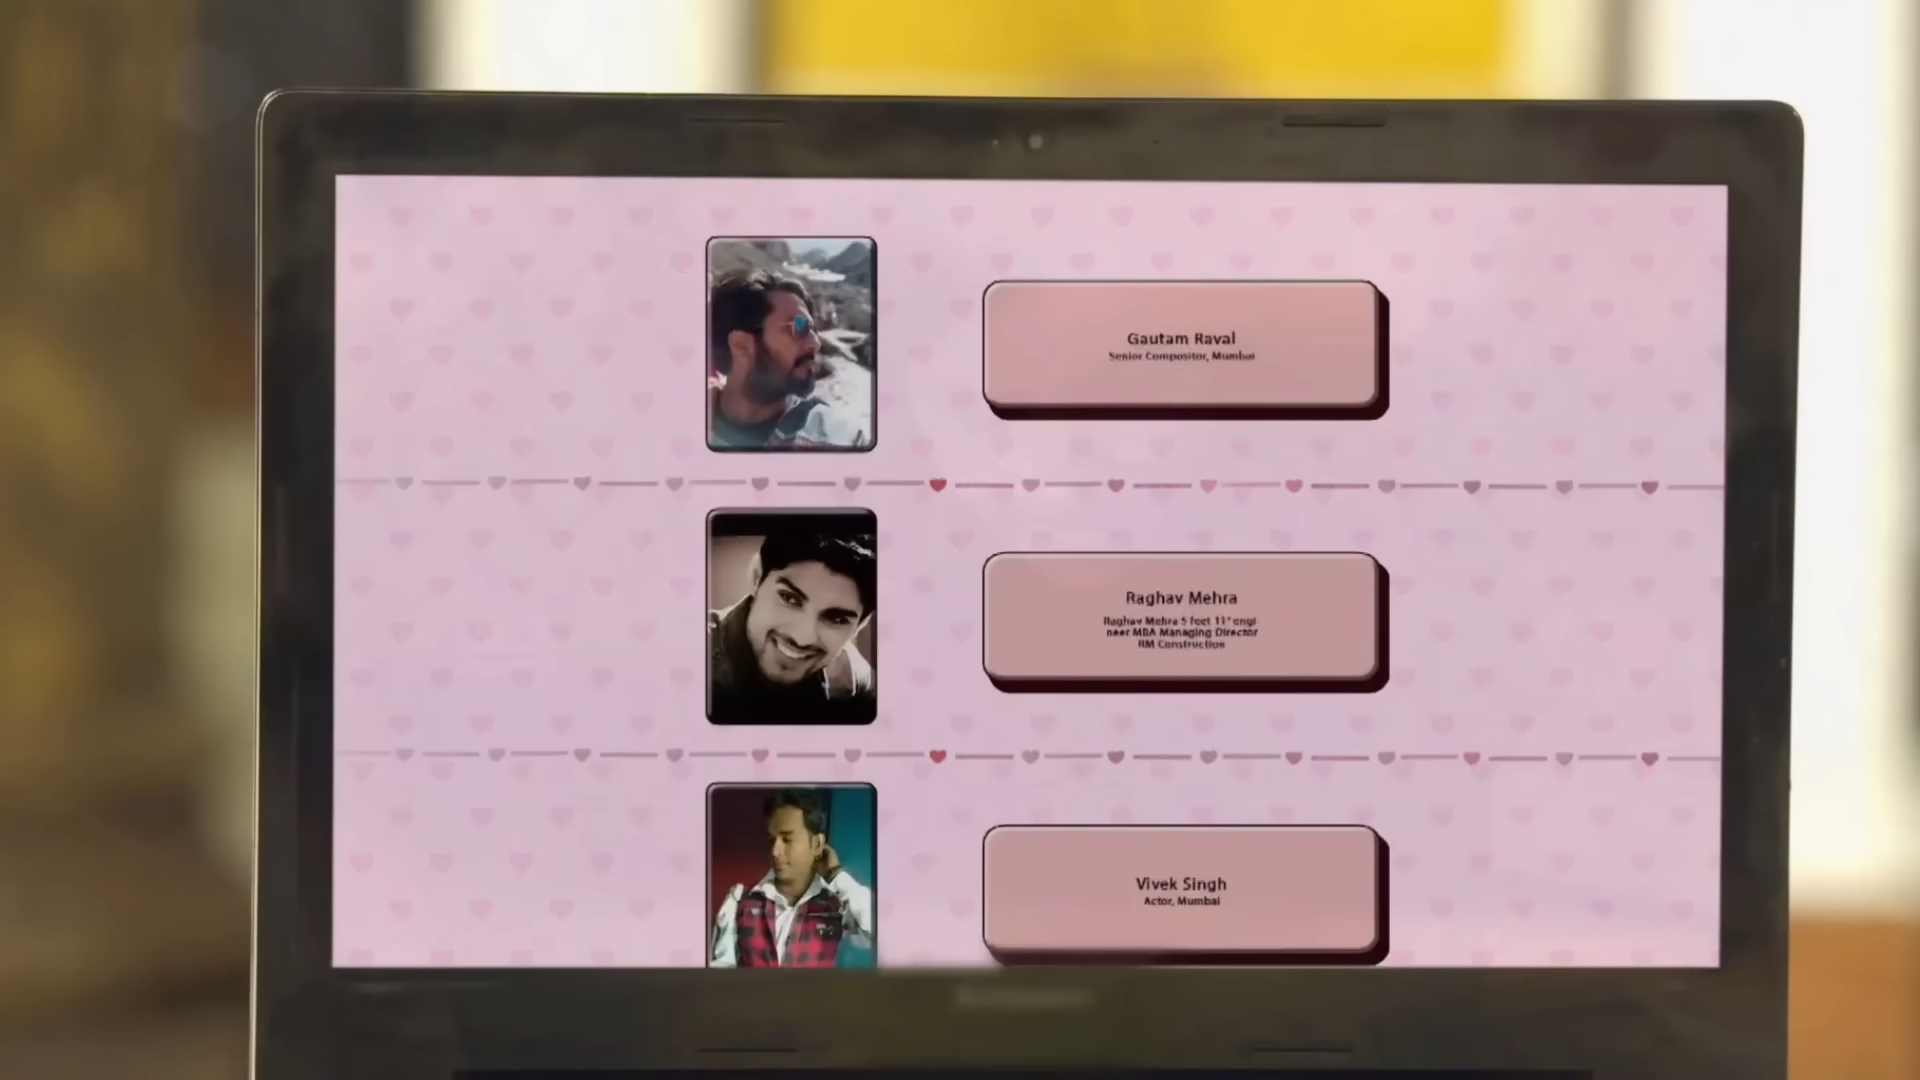 Gautam Raval
Senior Compositor, Mumbai
Raghav Mehra
Raghav Mehra 5 feet 11" engi
neer MBA Managing Director
RM Construction
Vivek Singh
Actor, Mumbai